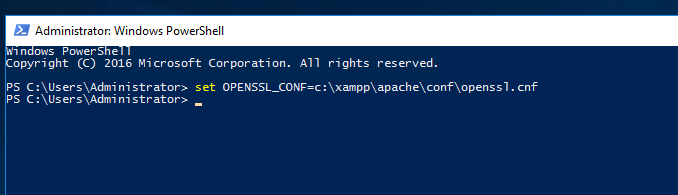 Administrator: Windows PowerShell
Windows PowerShell
Copyright (C) 2016 Microsoft Corporation. All rights reserved.
PS C:\Users\Administrator> set OPENSSL_CONF=c:\xampp\apache\conf\openssl.cnf
PS C:\Users\Administrator> _